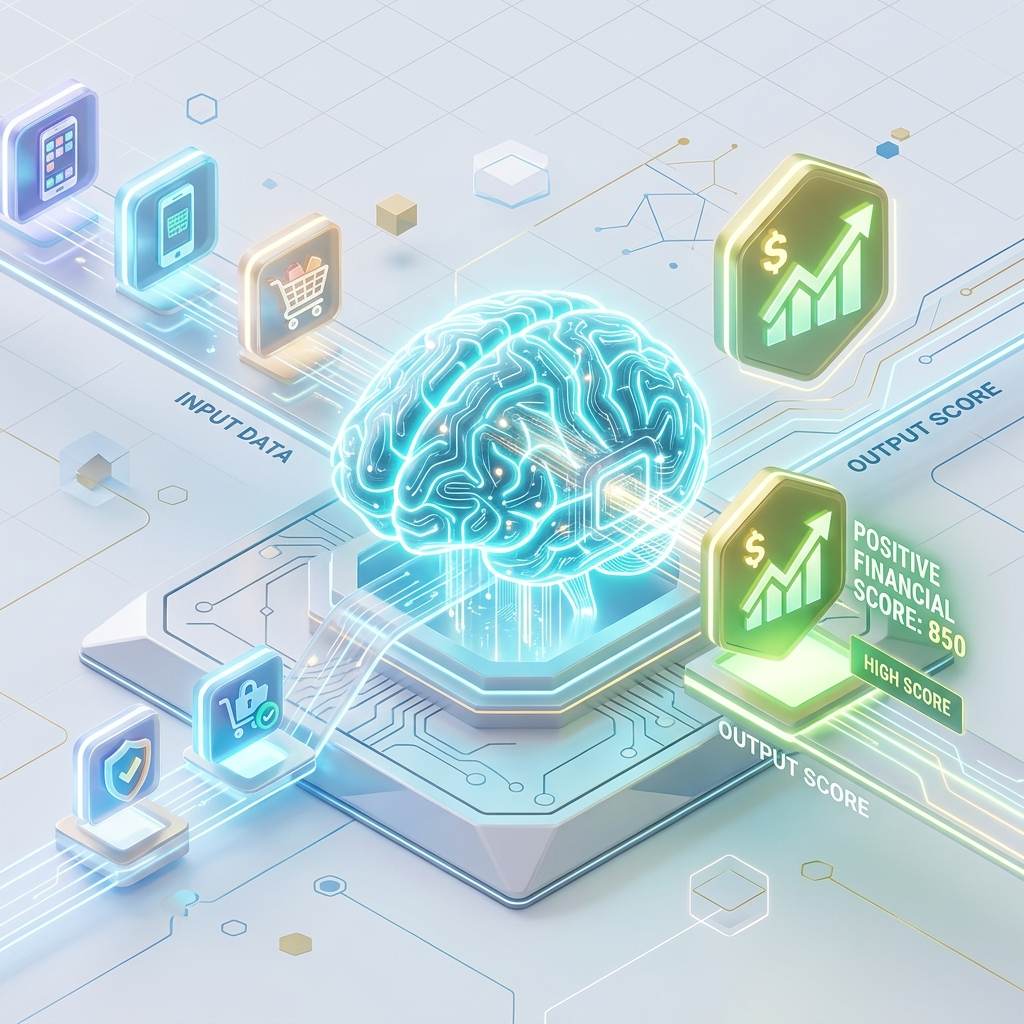 INPUT DATA
OUTPUT SCORE
$
$
POSITIVE
FINANCIAL
SCORE: 850
HIGH SCORE
OUTPUT SCORE